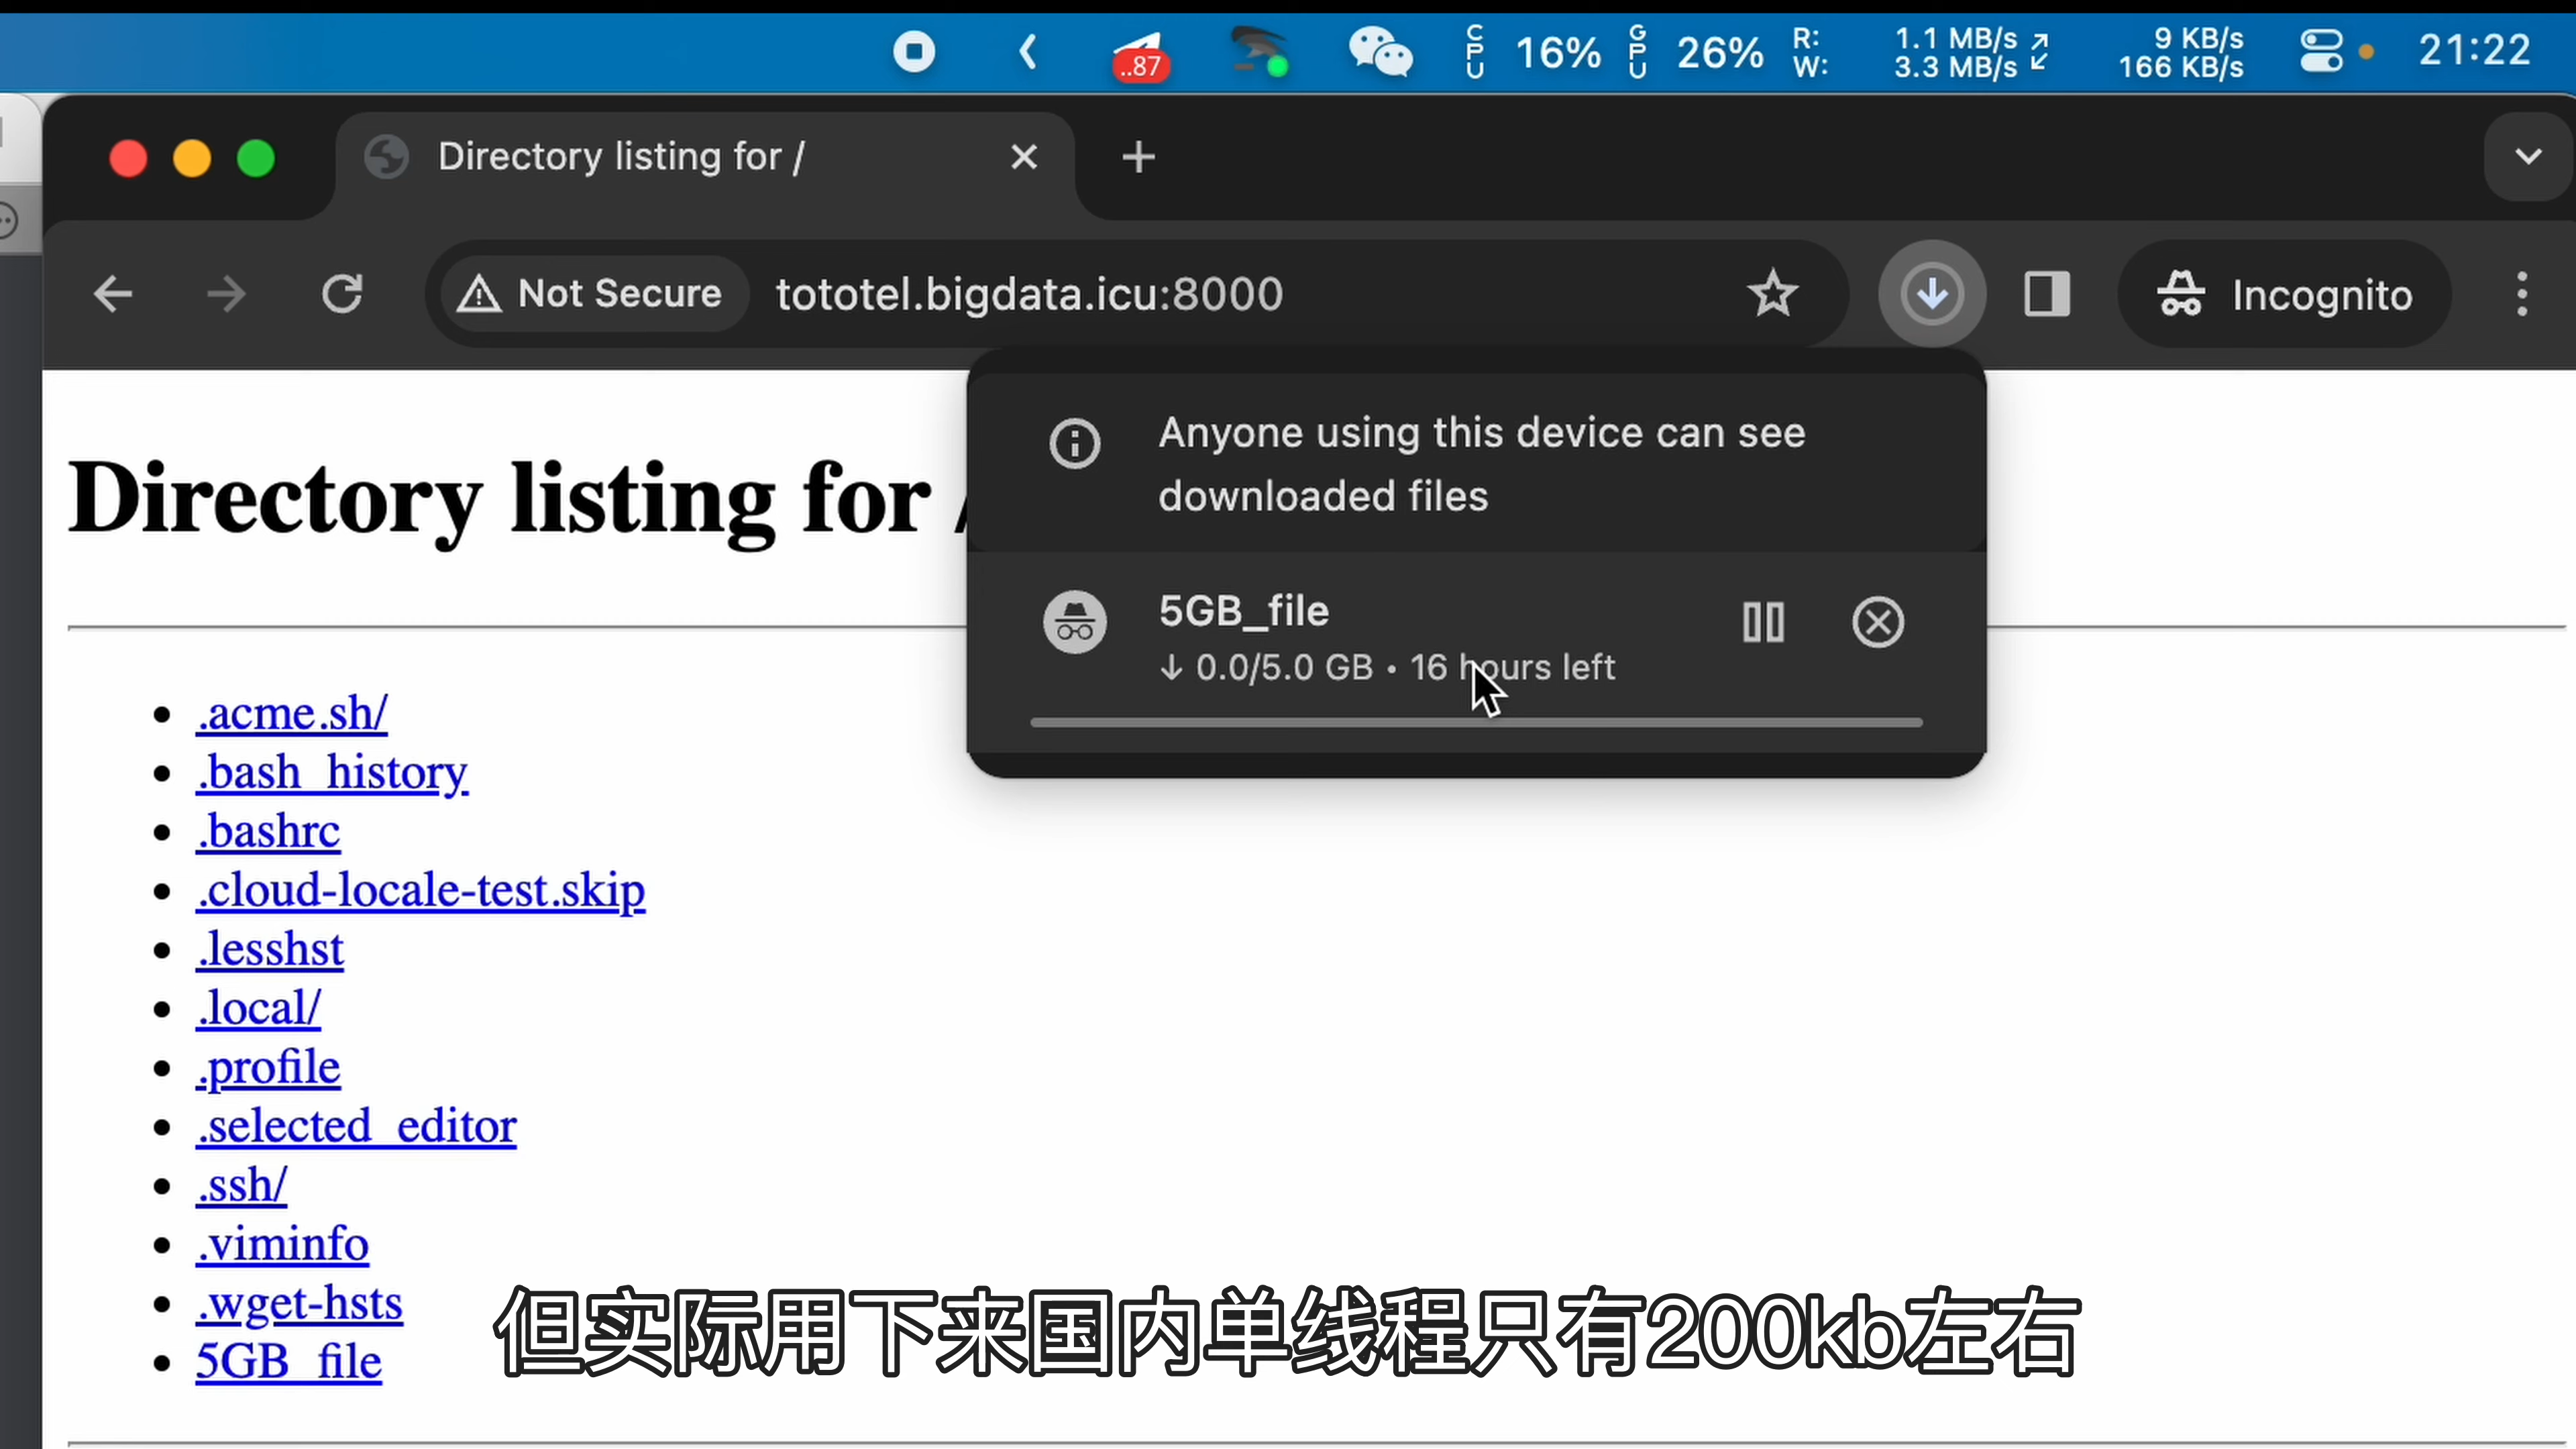 ..87
CPU 16% GPU 26% R: 1.1 MB/s 9 KB/s 21:22
W: 3.3 MB/s 166 KB/s
Directory listing for /
Not Secure tototel.bigdata.icu:8000 Incognito
Anyone using this device can see
downloaded files
5GB_file
↓ 0.0/5.0 GB • 16 hours left
Directory listing for /
.acme.sh/
.bash_history
.bashrc
.cloud-locale-test.skip
.lesshst
.local/
.profile
.selected_editor
.ssh/
.viminfo
.wget-hsts
5GB_file
但实际用下来国内单线程只有200kb左右